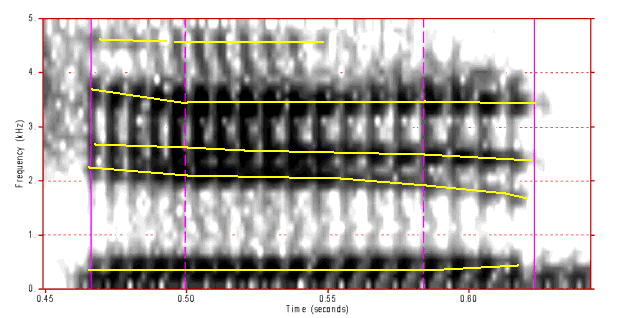 5.
4.
3.
2.
1.
0.
Frequency (kHz)
0.45 0.50 0.55 0.60
Time (seconds)